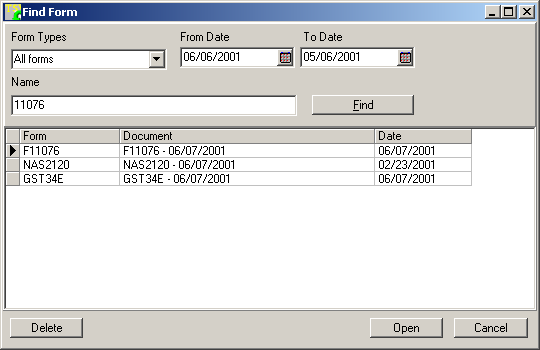 Find Form
Form Types From Date To Date
All forms 06/06/2001 05/06/2001
Name
11076 Find
Form Document Date
F11076 F11076 - 06/07/2001 06/07/2001
NAS2120 NAS2120 - 06/07/2001 02/23/2001
GST34E GST34E - 06/07/2001 06/07/2001
Delete Open Cancel